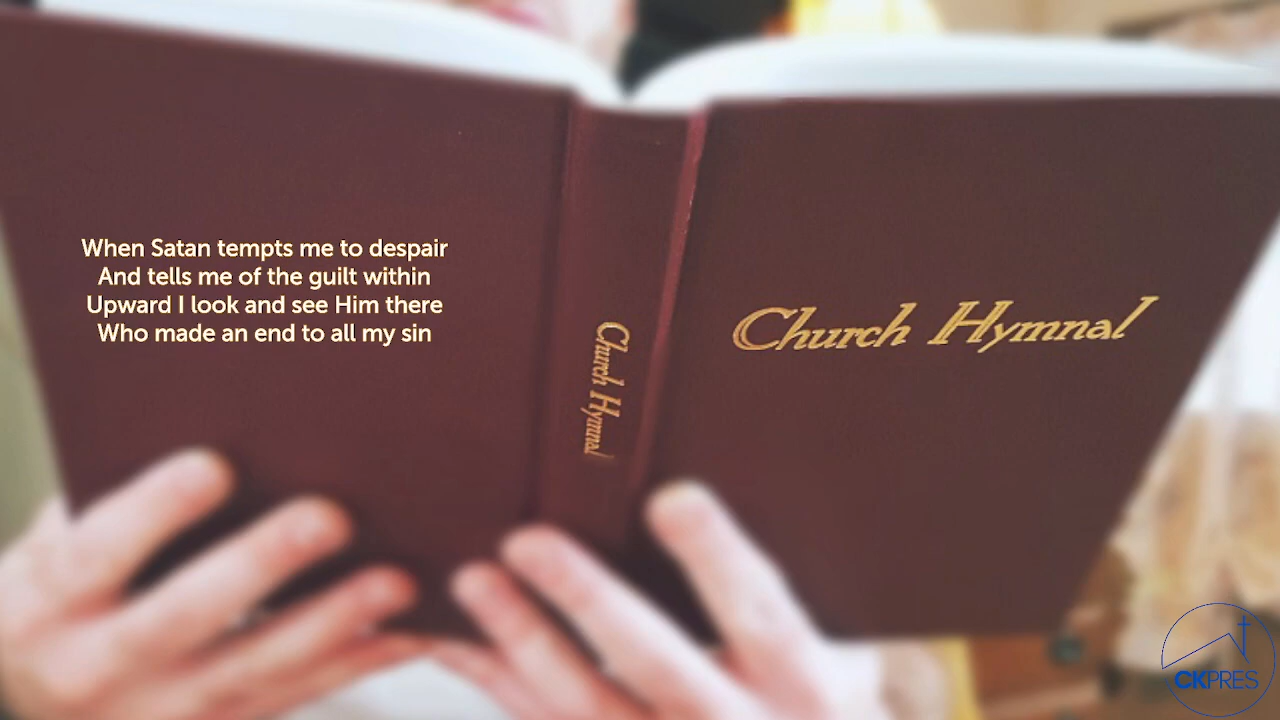 When Satan tempts me to despair
And tells me of the guilt within
Upward I look and see Him there
Who made an end to all my sin
Church Hymnal
Church Hymnal
CKPRES